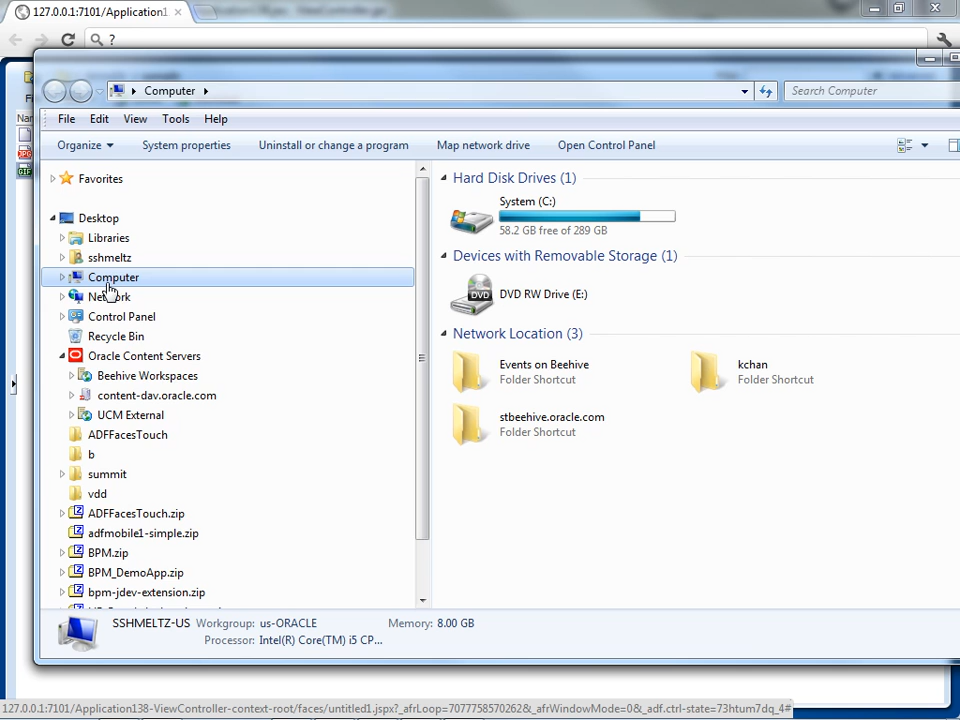 127.0.0.1:7101/Application1 ×
?
Computer
Search Computer
File Edit View Tools Help
Organize System properties Uninstall or change a program Map network drive Open Control Panel
Favorites
Desktop
Libraries
sshmeltz
Computer
Network
Control Panel
Recycle Bin
Oracle Content Servers
Beehive Workspaces
content-dav.oracle.com
UCM External
ADFFacesTouch
b
summit
vdd
ADFFacesTouch.zip
adfmobile1-simple.zip
BPM.zip
BPM_DemoApp.zip
bpm-jdev-extension.zip
Hard Disk Drives (1)
System (C:)
58.2 GB free of 289 GB
Devices with Removable Storage (1)
DVD
DVD RW Drive (E:)
Network Location (3)
Events on Beehive
Folder Shortcut
kchan
Folder Shortcut
stbeehive.oracle.com
Folder Shortcut
SSHMELTZ-US Workgroup: us-ORACLE Memory: 8.00 GB
Processor: Intel(R) Core(TM) i5 CP...
127.0.0.1:7101/Application138-ViewController-context-root/faces/untitled1.jspx?_afrLoop=7077758570262&_afrWindowMode=0&_adf.ctrl-state=73htum7dq_4#